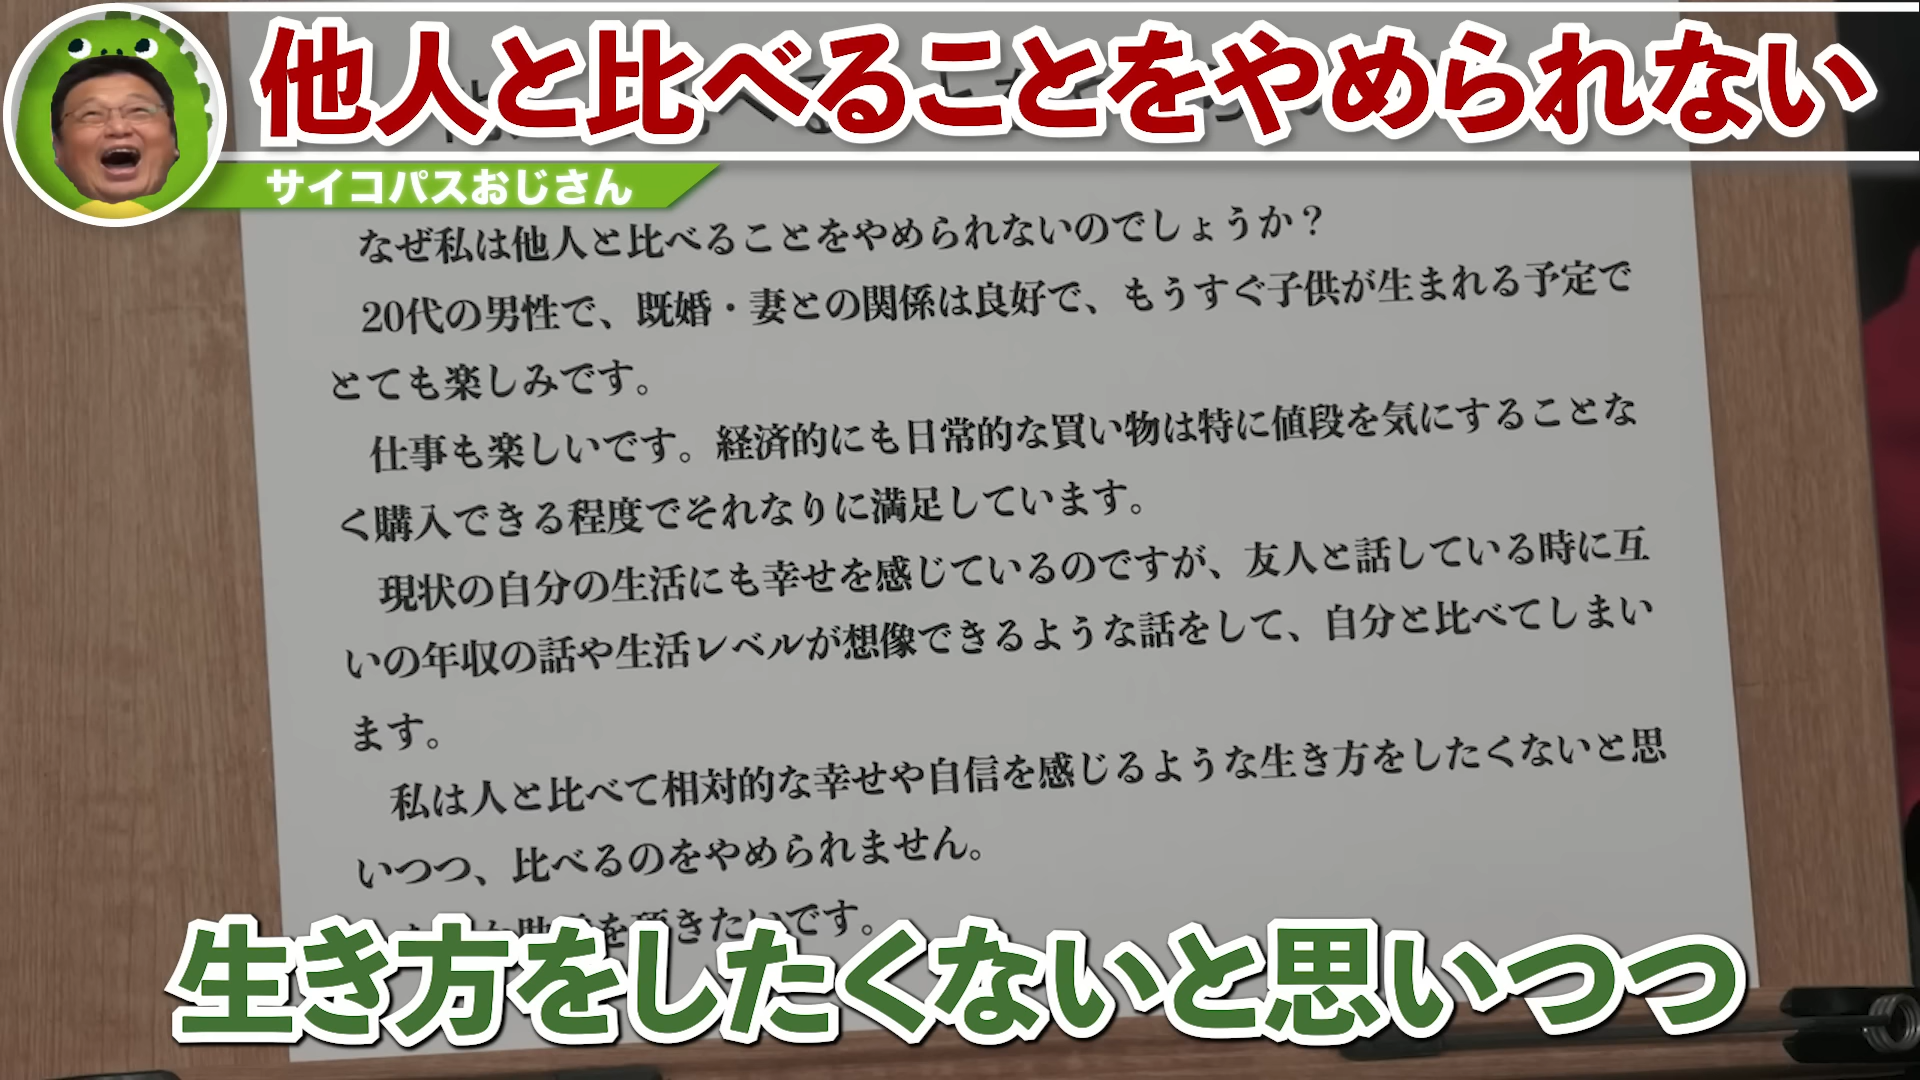 他人と比べることをやめられない
サイコパスおじさん
なぜ私は他人と比べることをやめられないのでしょうか？
20代の男性で、既婚・妻との関係は良好で、もうすぐ子供が生まれる予定で
とても楽しみです。
仕事も楽しいです。経済的にも日常的な買い物は特に値段を気にすることな
く購入できる程度でそれなりに満足しています。
現状の自分の生活にも幸せを感じているのですが、友人と話している時に互
いの年収の話や生活レベルが想像できるような話をして、自分と比べてしまい
ます。
私は人と比べて相対的な幸せや自信を感じるような生き方をしたくないと思
いつつ、比べるのをやめられません。
を頂きたいです。
生き方をしたくないと思いつつ